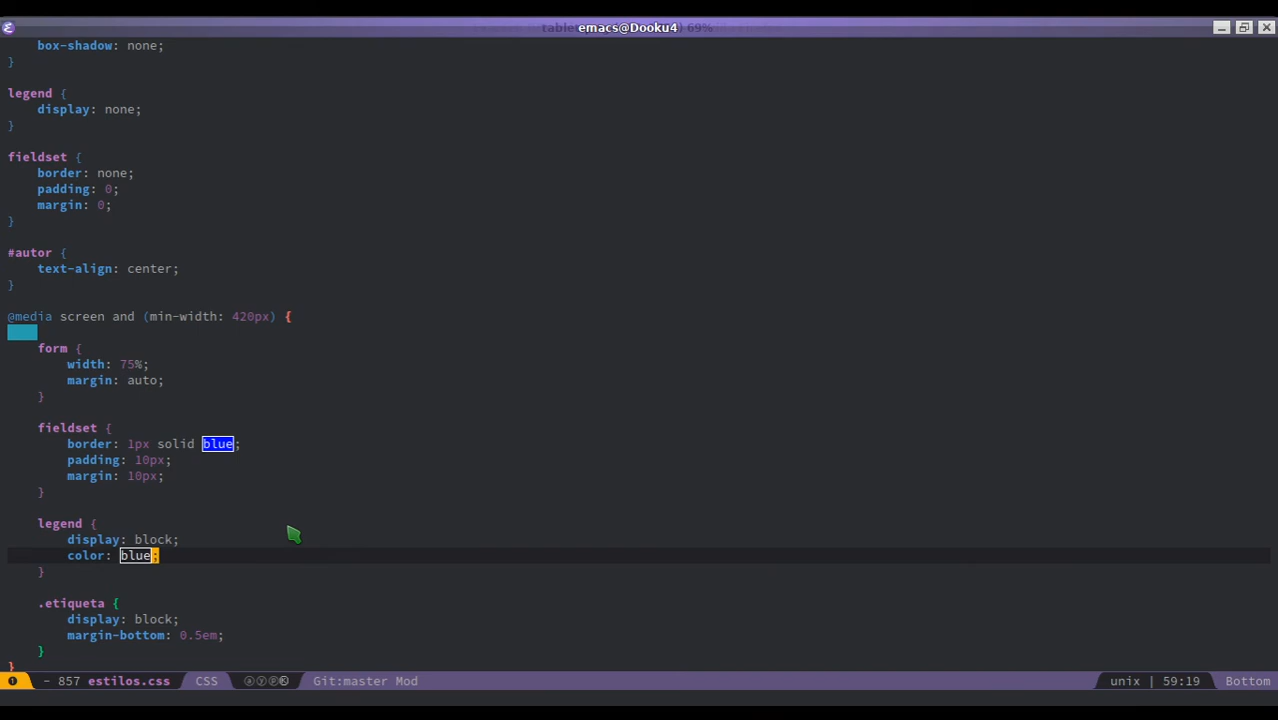 emacs@Dooku4
    box-shadow: none;
}

legend {
    display: none;
}

fieldset {
    border: none;
    padding: 0;
    margin: 0;
}

#autor {
    text-align: center;
}

@media screen and (min-width: 420px) {

    form {
        width: 75%;
        margin: auto;
    }

    fieldset {
        border: 1px solid blue;
        padding: 10px;
        margin: 10px;
    }

    legend {
        display: block;
        color: blue;
    }

    .etiqueta {
        display: block;
        margin-bottom: 0.5em;
    }
}
❶ - 857 estilos.css CSS ⓐⓨⓟⓀ Git:master Mod unix | 59:19 Bottom